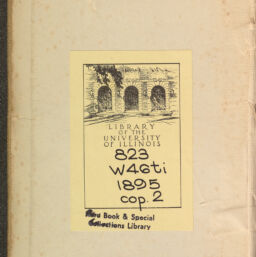 LIBRARY
OF THE
UNIVERSITY
OF ILLINOIS
823
W46ti
1895
cop. 2
Book & Special
Collections Library